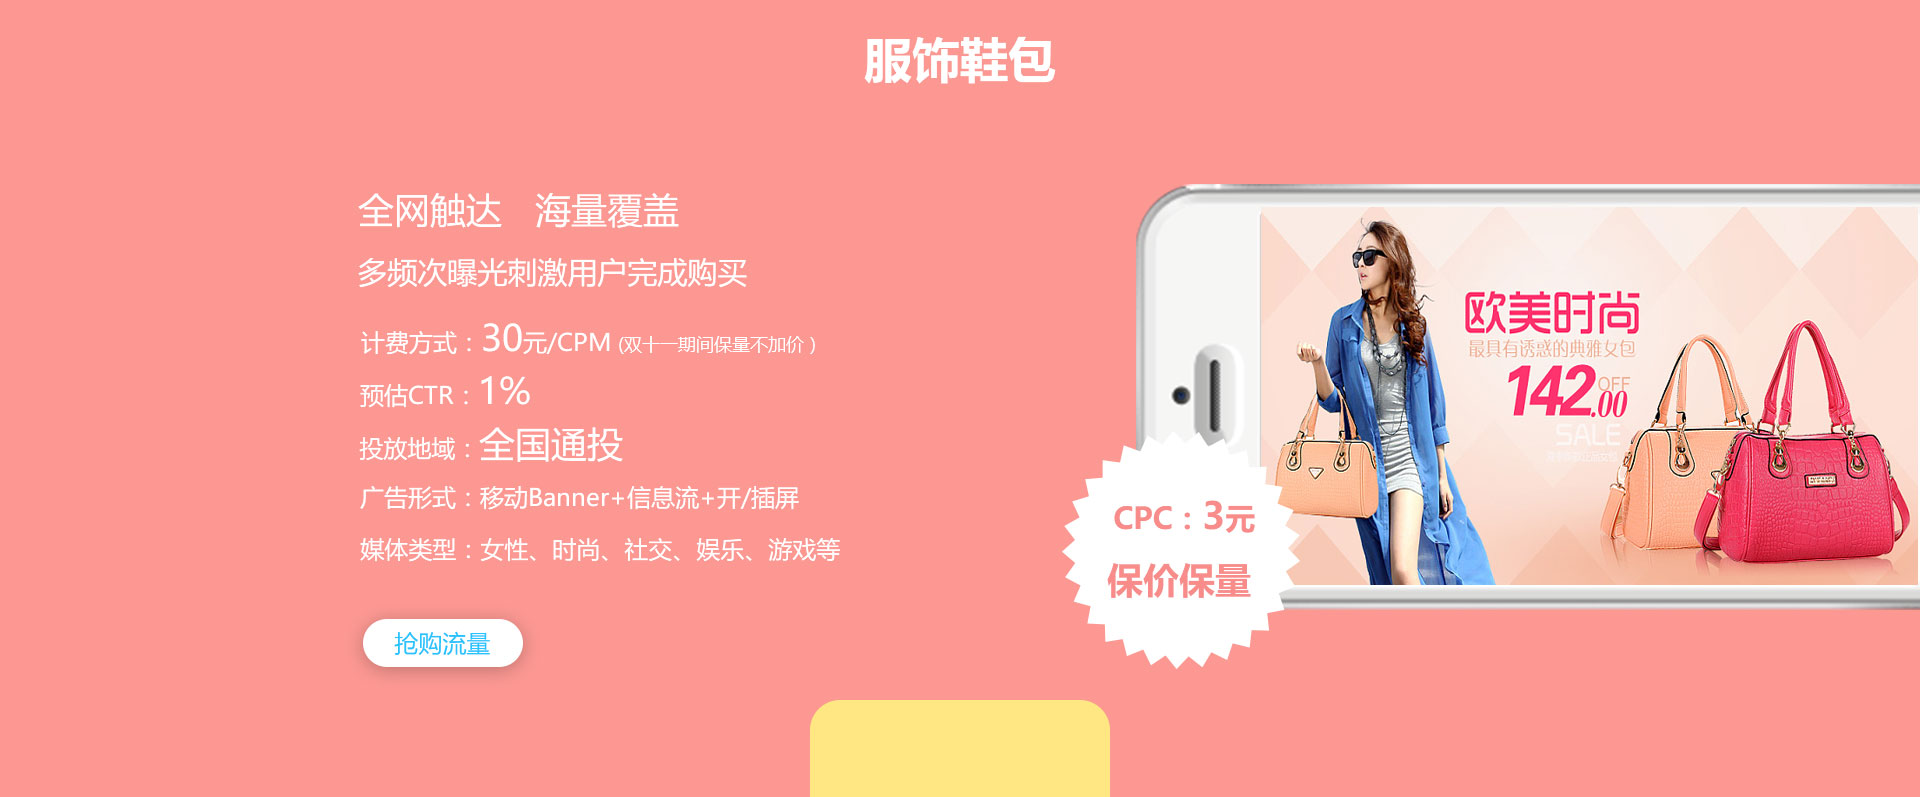 服饰鞋包
全网触达 海量覆盖
多频次曝光刺激用户完成购买
计费方式：30元/CPM (双十一期间保量不加价）
预估CTR：1%
投放地域：全国通投
广告形式：移动Banner+信息流+开/插屏
媒体类型：女性、时尚、社交、娱乐、游戏等
抢购流量
欧美时尚
最具有诱惑的典雅女包
142.00 OFF
SALE
CPC：3元
保价保量